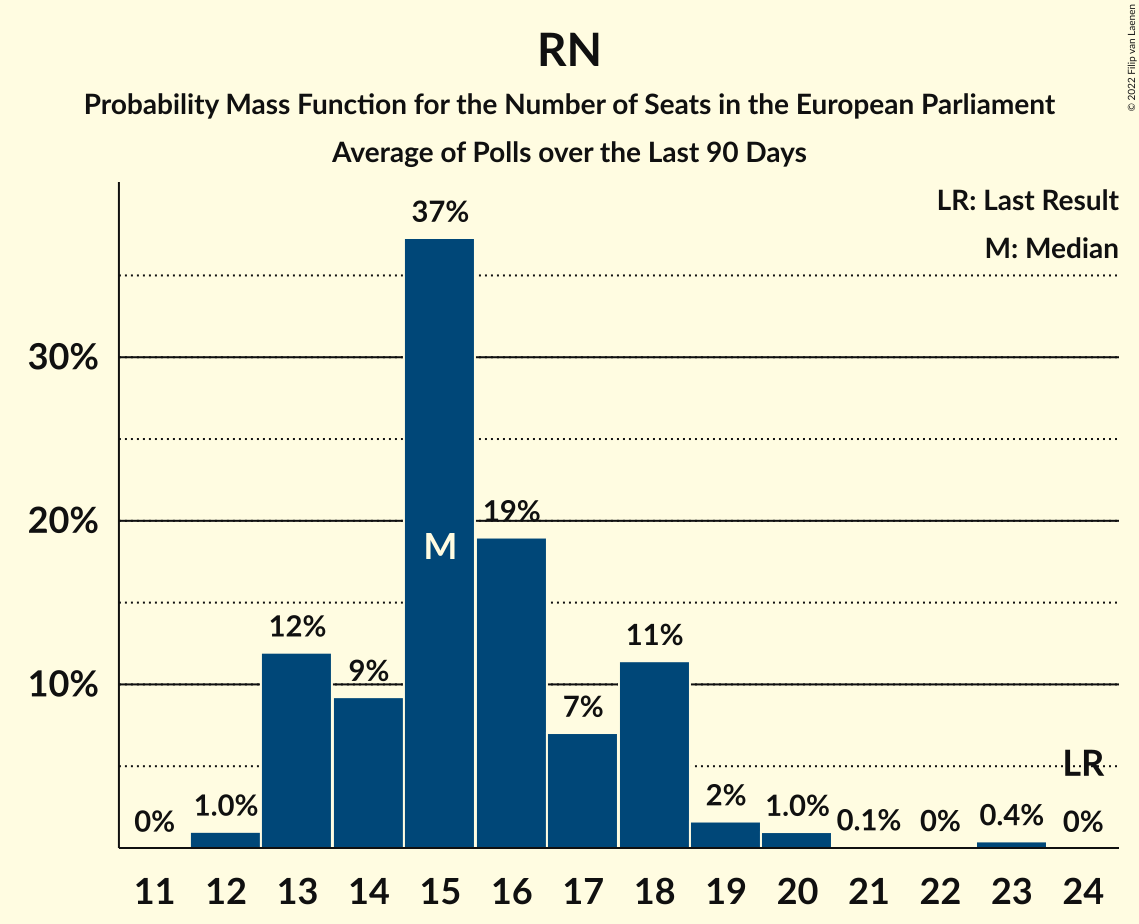 RN
Probability Mass Function for the Number of Seats in the European Parliament
Average of Polls over the Last 90 Days
© 2022 Filip van Laenen
LR: Last Result
M: Median
37%
30%
20%
19%
M
12%
11%
9%
10%
7%
LR
0%
1.0%
2%
1.0%
0.1%
0%
0.4%
0%
11 12 13 14 15 16 17 18 19 20 21 22 23 24